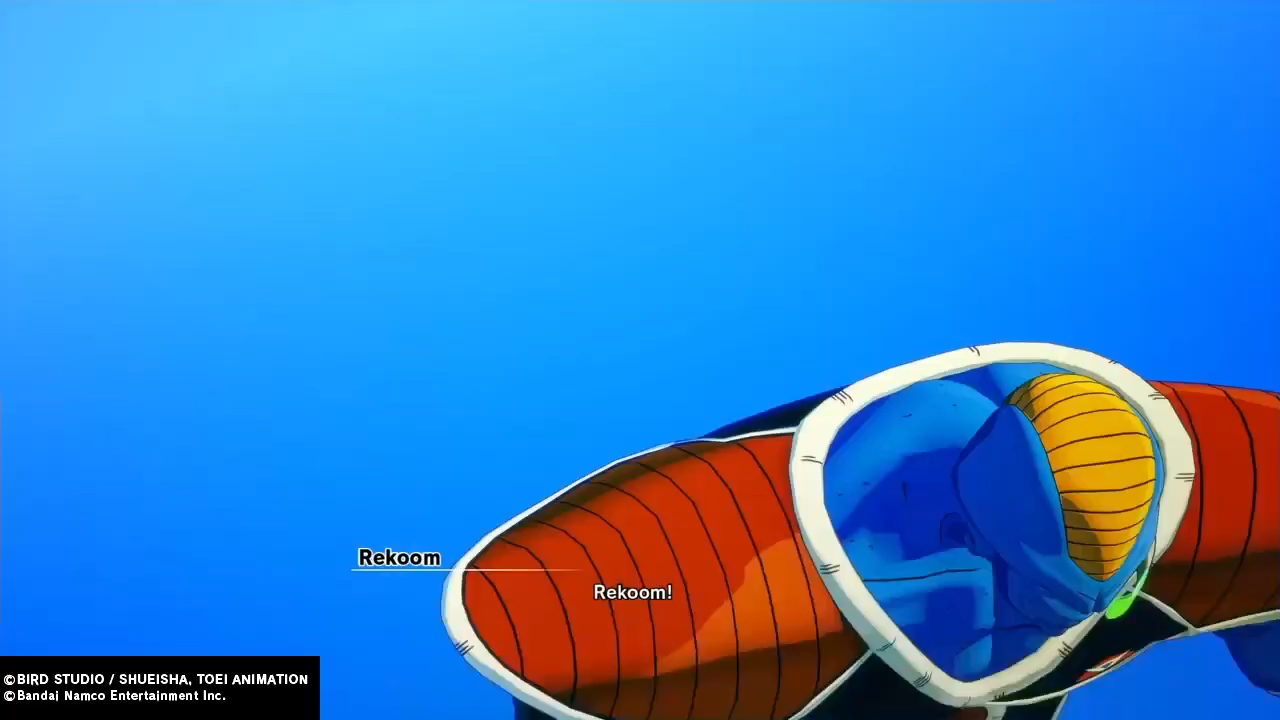 Rekoom
Rekoom!
©BIRD STUDIO / SHUEISHA, TOEI ANIMATION
©Bandai Namco Entertainment Inc.